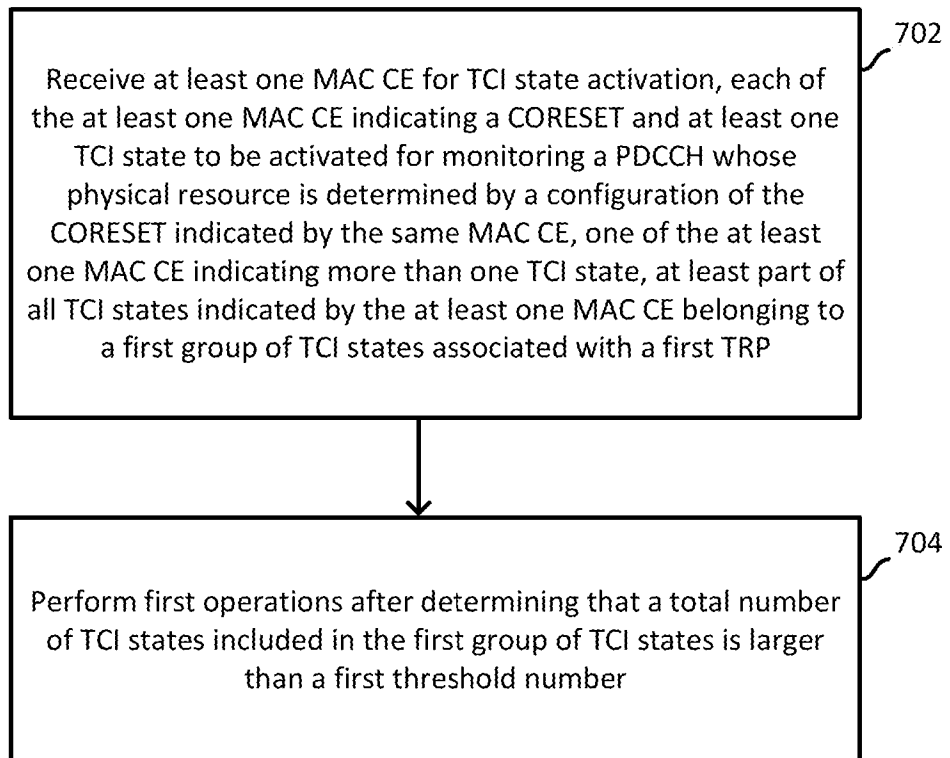 702
Receive at least one MAC CE for TCI state activation, each of
the at least one MAC CE indicating a CORESET and at least one
TCI state to be activated for monitoring a PDCCH whose
physical resource is determined by a configuration of the
CORESET indicated by the same MAC CE, one of the at least
one MAC CE indicating more than one TCI state, at least part of
all TCI states indicated by the at least one MAC CE belonging to
a first group of TCI states associated with a first TRP
704
Perform first operations after determining that a total number
of TCI states included in the first group of TCI states is larger
than a first threshold number